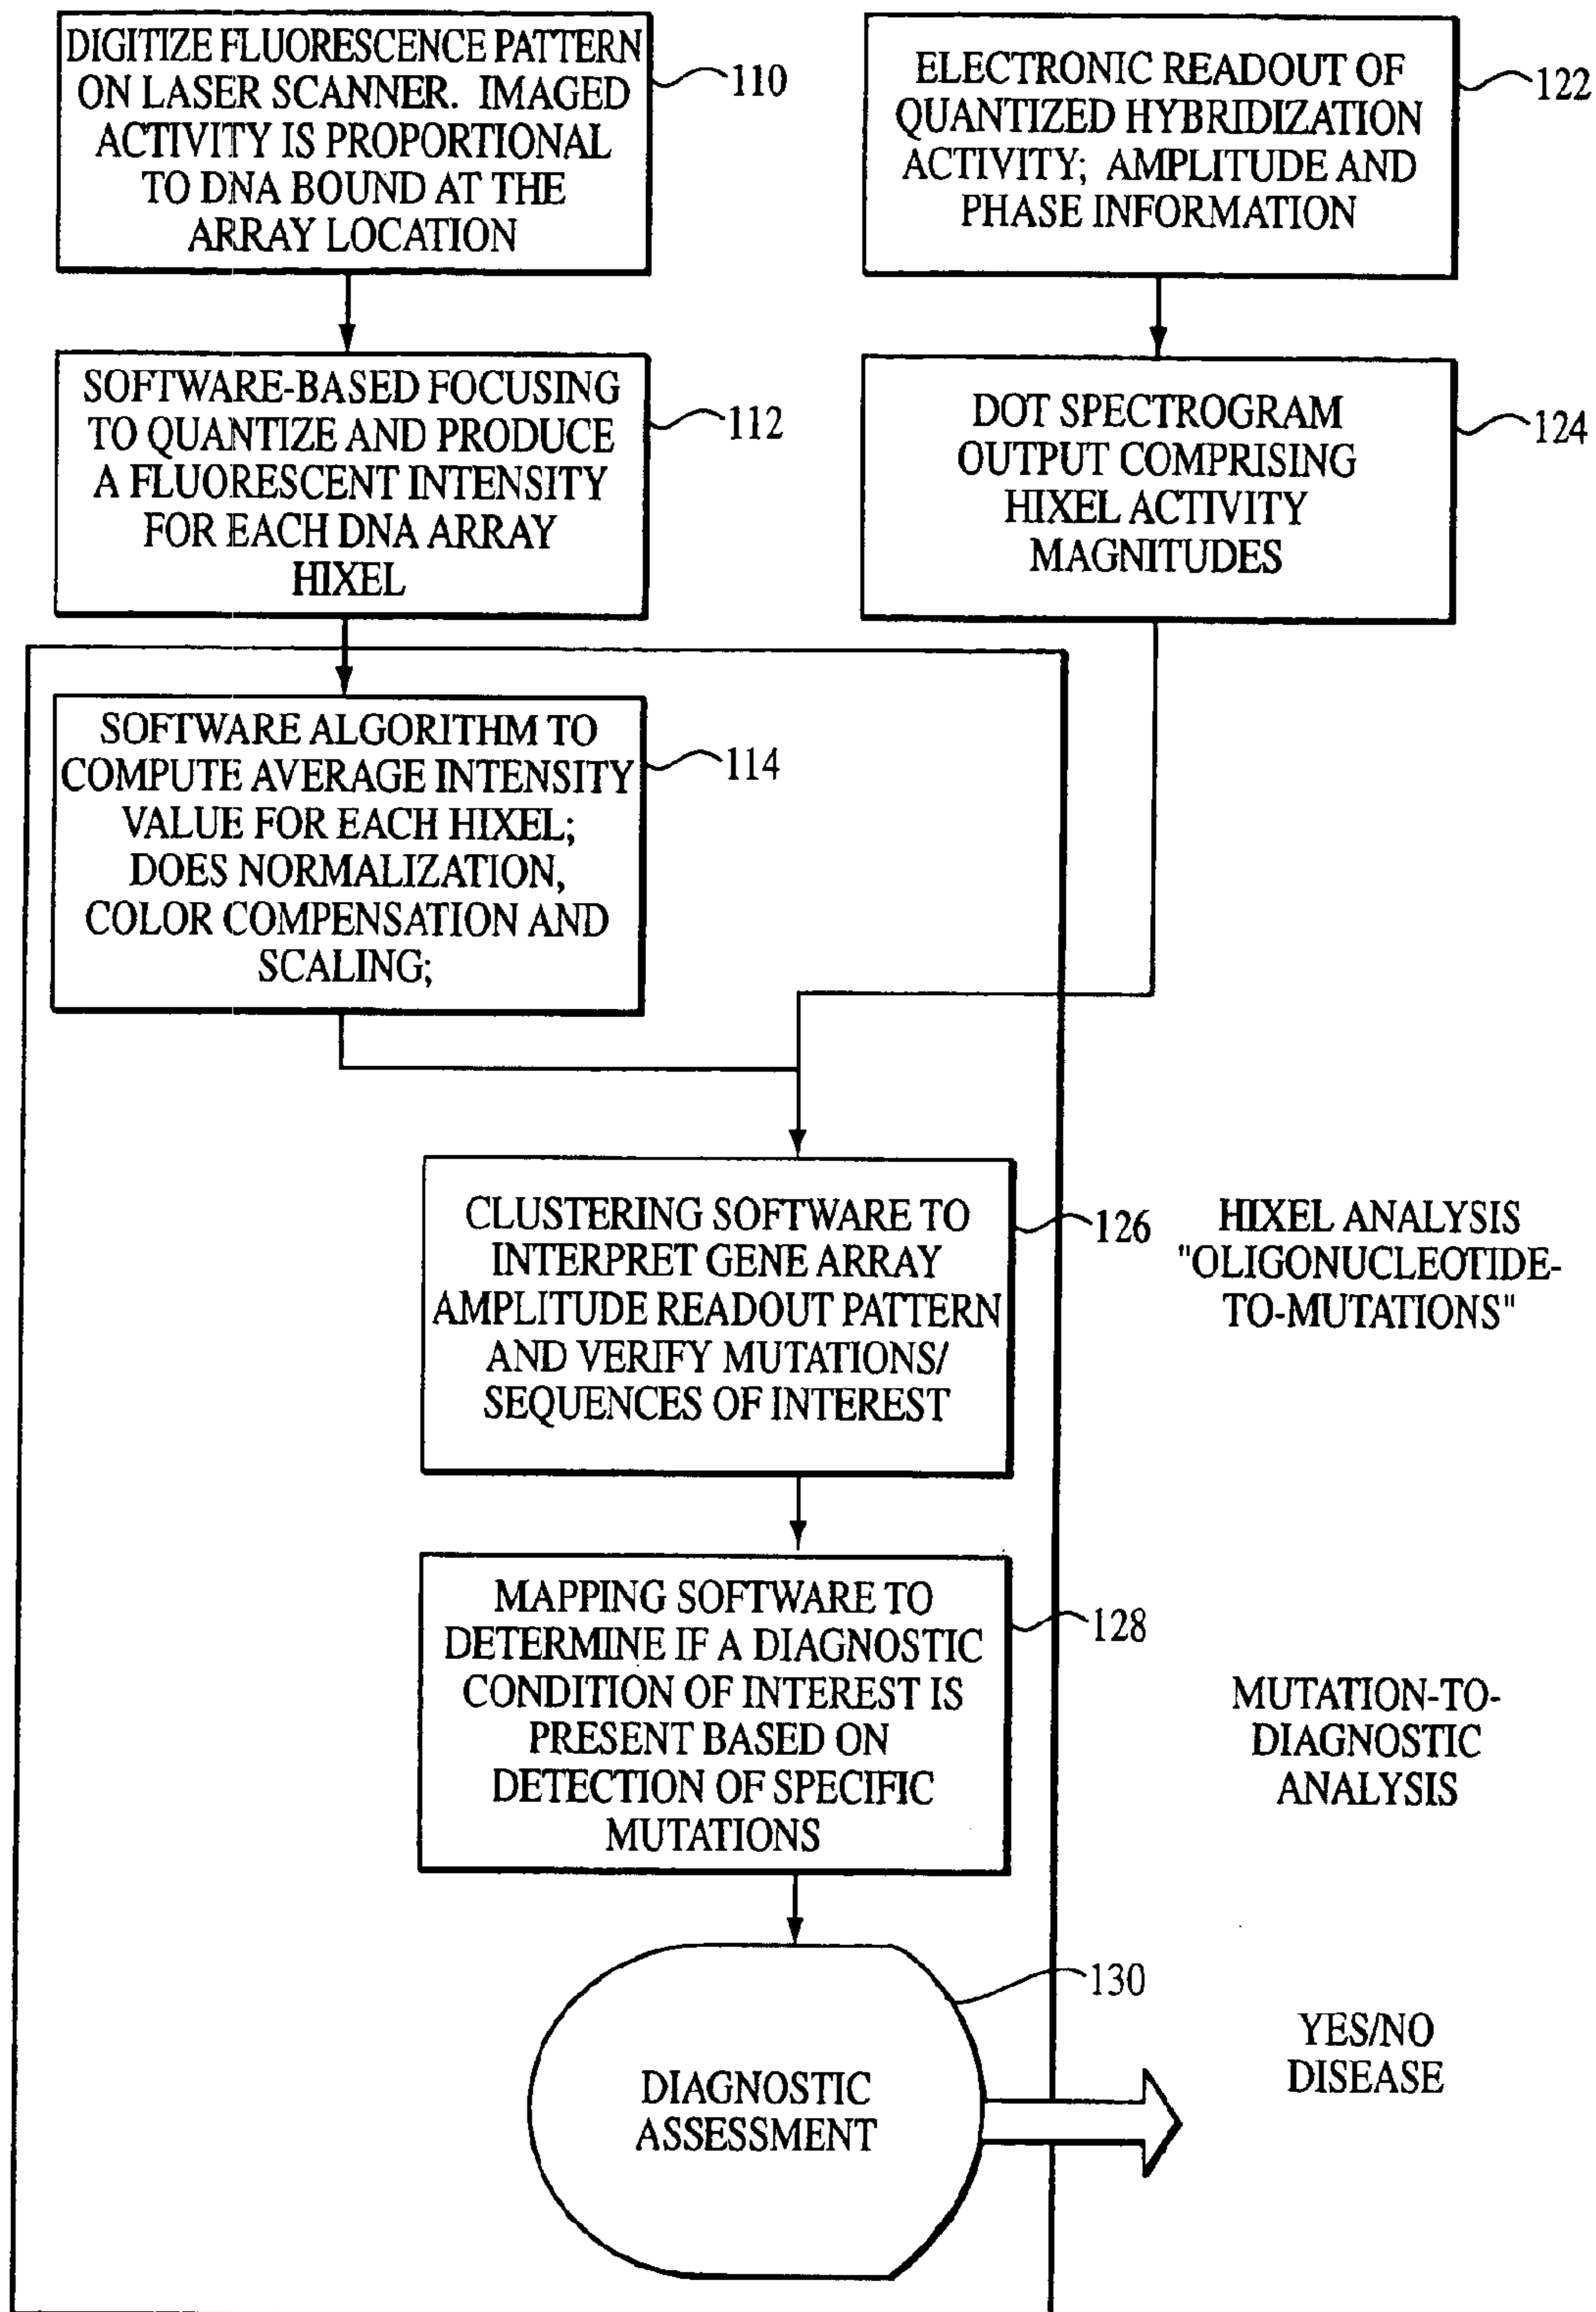 DIGITIZE FLUORESCENCE PATTERN
ON LASER SCANNER. IMAGED
ACTIVITY IS PROPORTIONAL
TO DNA BOUND AT THE
ARRAY LOCATION
110
ELECTRONIC READOUT OF
QUANTIZED HYBRIDIZATION
ACTIVITY; AMPLITUDE AND
PHASE INFORMATION
122
SOFTWARE-BASED FOCUSING
TO QUANTIZE AND PRODUCE
A FLUORESCENT INTENSITY
FOR EACH DNA ARRAY
HIXEL
112
DOT SPECTROGRAM
OUTPUT COMPRISING
HIXEL ACTIVITY
MAGNITUDES
124
SOFTWARE ALGORITHM TO
COMPUTE AVERAGE INTENSITY
VALUE FOR EACH HIXEL;
DOES NORMALIZATION,
COLOR COMPENSATION AND
SCALING;
114
CLUSTERING SOFTWARE TO
INTERPRET GENE ARRAY
AMPLITUDE READOUT PATTERN
AND VERIFY MUTATIONS/
SEQUENCES OF INTEREST
126
HIXEL ANALYSIS
"OLIGONUCLEOTIDE-
TO-MUTATIONS"
MAPPING SOFTWARE TO
DETERMINE IF A DIAGNOSTIC
CONDITION OF INTEREST IS
PRESENT BASED ON
DETECTION OF SPECIFIC
MUTATIONS
128
MUTATION-TO-
DIAGNOSTIC
ANALYSIS
DIAGNOSTIC
ASSESSMENT
130
YES/NO
DISEASE